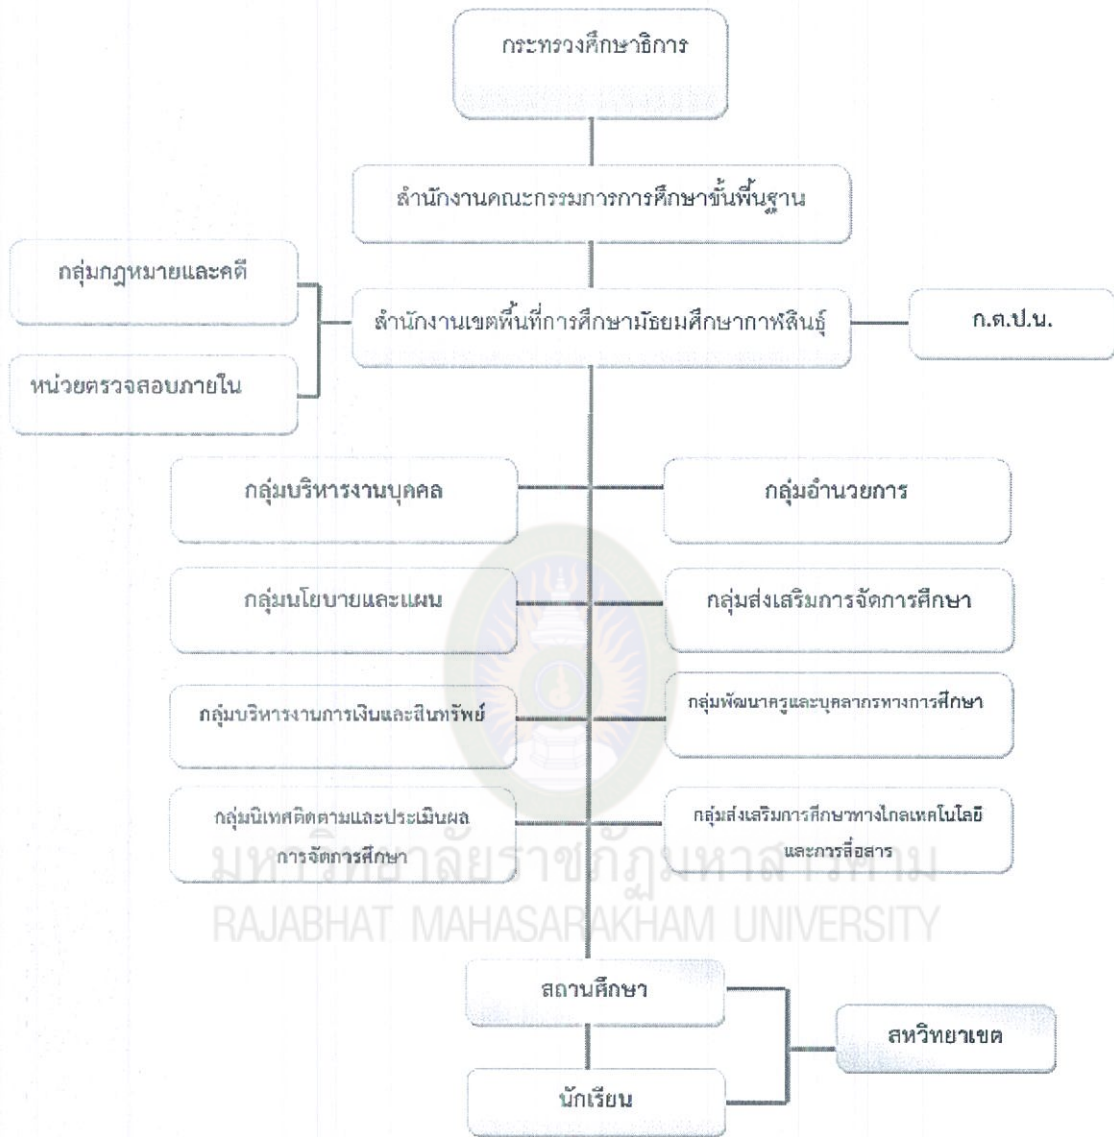 กระทรวงศึกษาธิการ
สำนักงานคณะกรรมการการศึกษาขั้นพื้นฐาน
กลุ่มกฎหมายและคดี
สำนักงานเขตพื้นที่การศึกษามัธยมศึกษากาฬสินธุ์
ก.ต.ป.น.
หน่วยตรวจสอบภายใน
กลุ่มบริหารงานบุคคล
กลุ่มอำนวยการ
กลุ่มนโยบายและแผน
กลุ่มส่งเสริมการจัดการศึกษา
กลุ่มบริหารงานการเงินและสินทรัพย์
กลุ่มพัฒนาครูและบุคลากรทางการศึกษา
กลุ่มนิเทศติดตามและประเมินผล
การจัดการศึกษา
กลุ่มส่งเสริมการศึกษาทางไกลเทคโนโลยี
และการสื่อสาร
มหาวิทยาลัยราชภัฏมหาสารคาม
RAJABHAT MAHASARAKHAM UNIVERSITY
สถานศึกษา
สหวิทยาเขต
นักเรียน